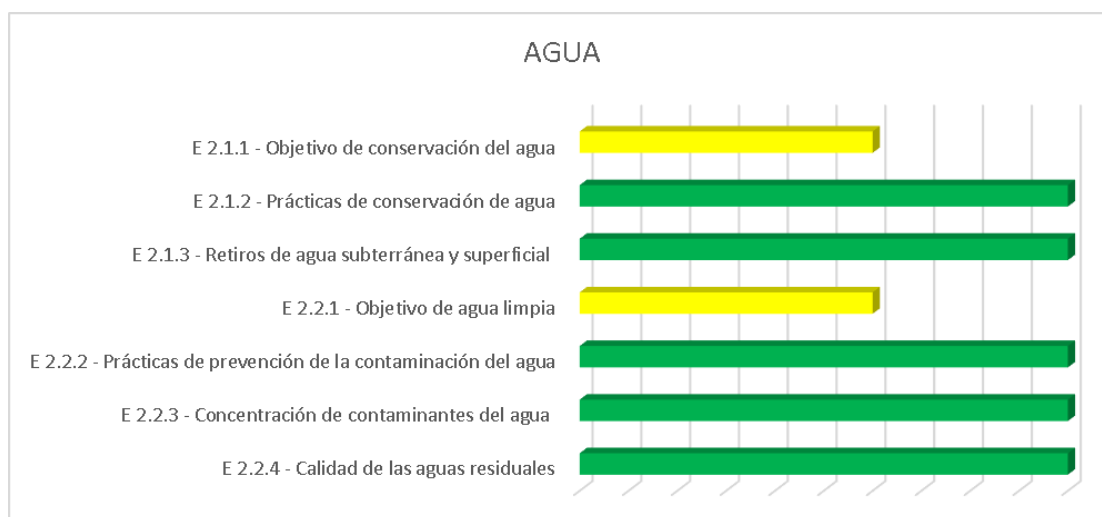 AGUA
E 2.1.1 - Objetivo de conservación del agua
E 2.1.2 - Prácticas de conservación de agua
E 2.1.3 - Retiros de agua subterránea y superficial
E 2.2.1 - Objetivo de agua limpia
E 2.2.2 - Prácticas de prevención de la contaminación del agua
E 2.2.3 - Concentración de contaminantes del agua
E 2.2.4 - Calidad de las aguas residuales